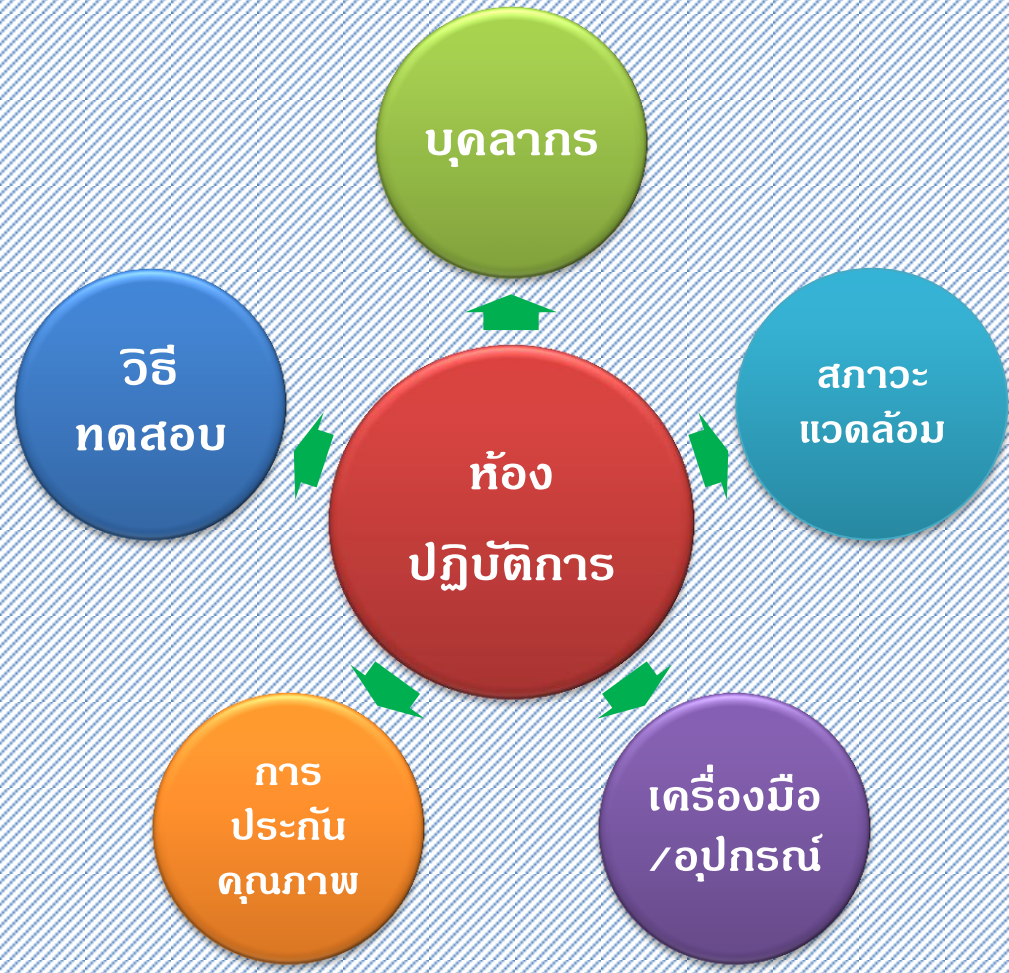 บุคลากร
วิธี
ทดสอบ
สภาวะ
แวดล้อม
ห้อง
ปฏิบัติการ
การ
ประกัน
คุณภาพ
เครื่องมือ
/อุปกรณ์